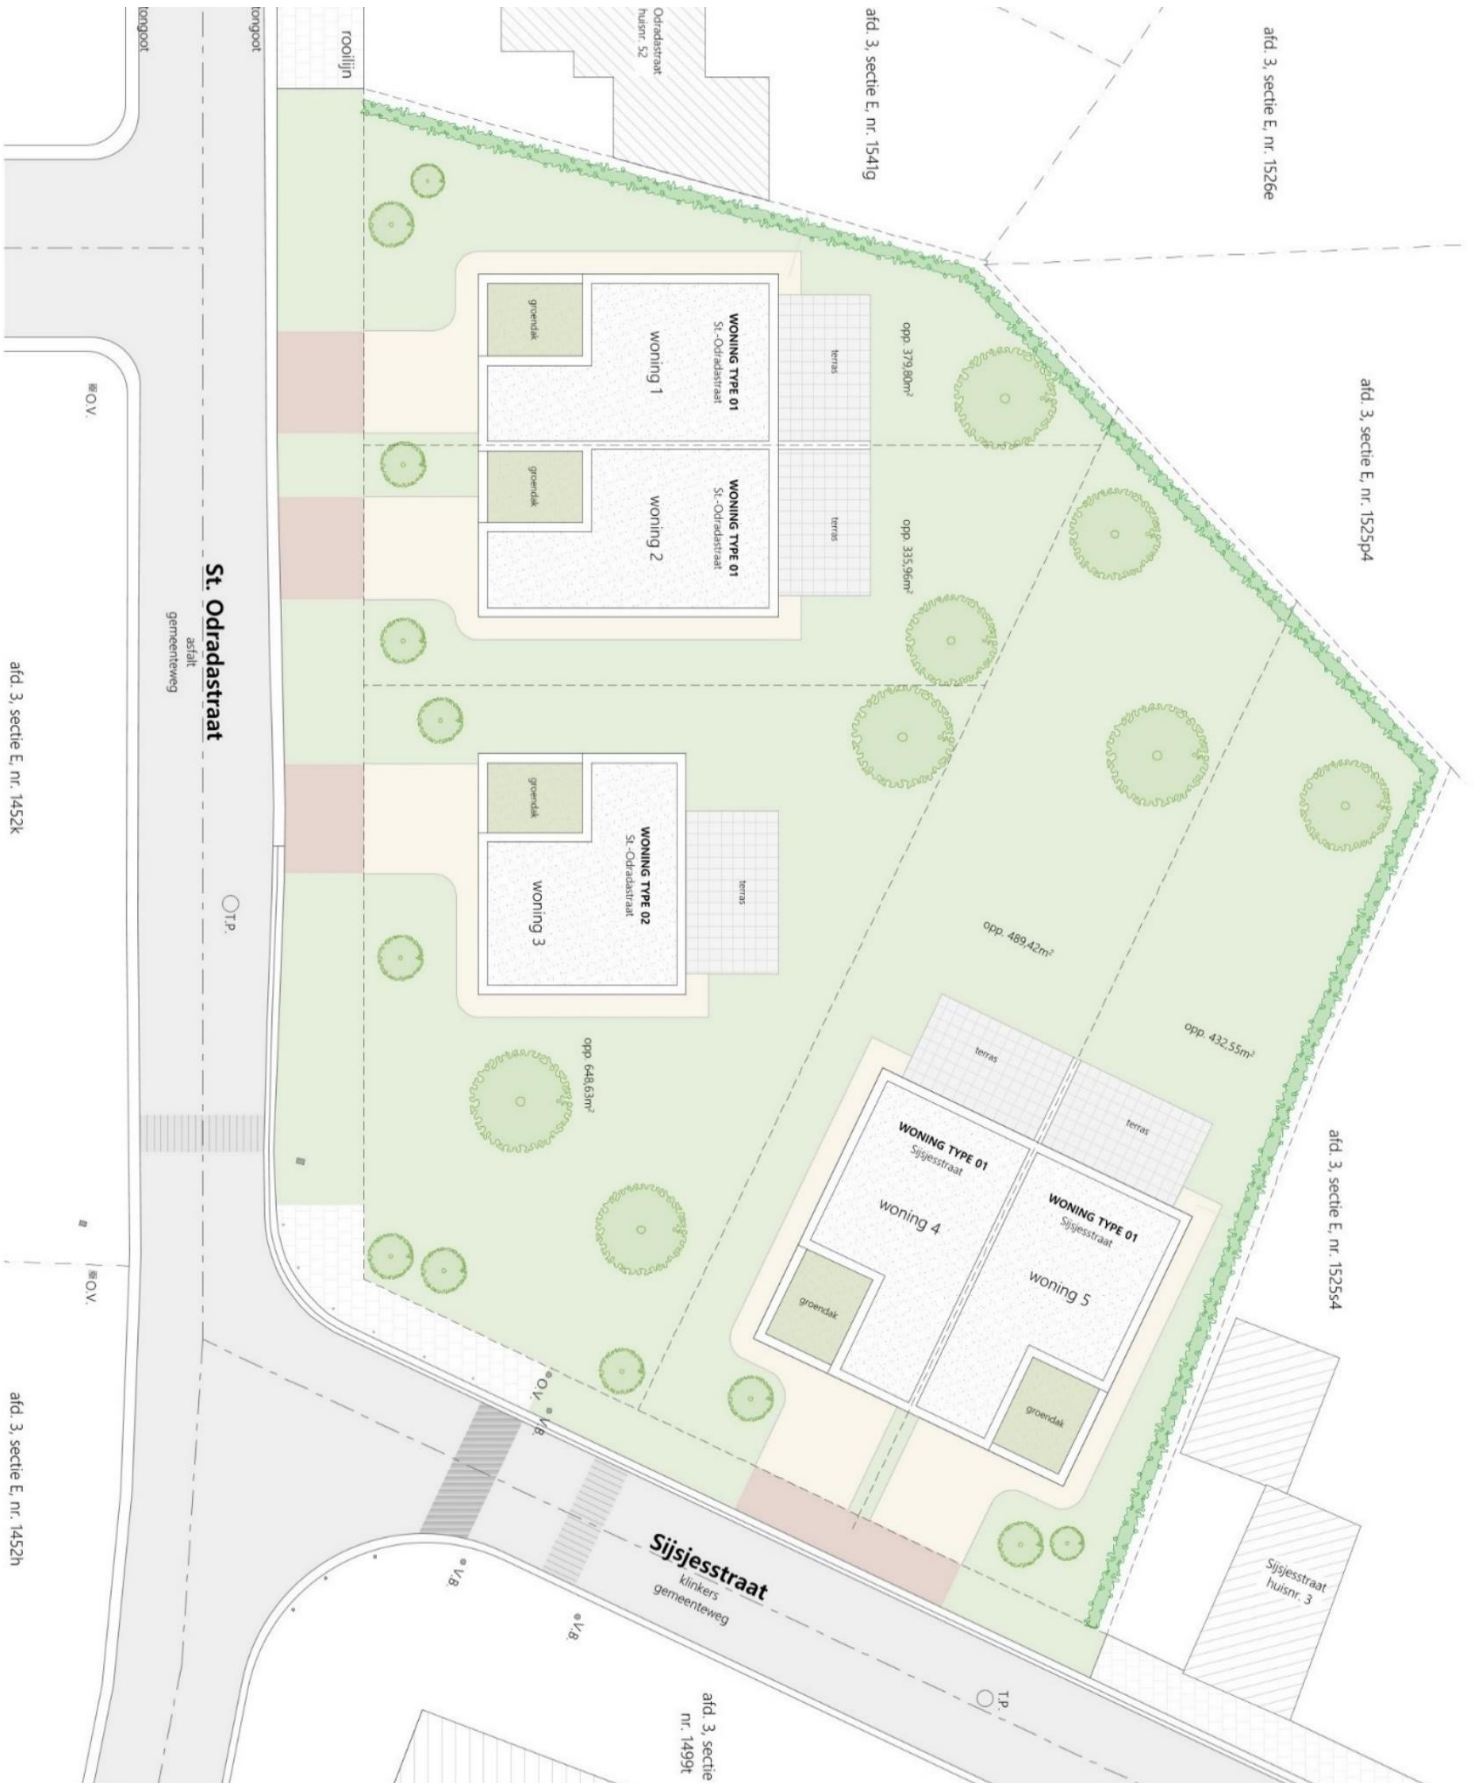 tongoot
tongoot
rooilijn
Odradastraat
huisnr. 52
afd. 3, sectie E, nr. 1541g
afd. 3, sectie E, nr. 1526e
afd. 3, sectie E, nr. 1525p4
O.V.
groendak
woning 1
WONING TYPE 01
St.-Odradastraat
terras
opp. 379,80m²
groendak
woning 2
WONING TYPE 01
St.-Odradastraat
terras
opp. 335,96m²
St. Odradastraat
asfalt
gemeenteweg
afd. 3, sectie E, nr. 1452k
T.P.
groendak
woning 3
WONING TYPE 02
St.-Odradastraat
terras
opp. 648,63m²
opp. 489,42m²
opp. 432,55m²
terras
terras
WONING TYPE 01
Sijsjesstraat
woning 4
groendak
WONING TYPE 01
Sijsjesstraat
woning 5
groendak
afd. 3, sectie E, nr. 1525s4
O.V.
O.V.
V.B.
V.B.
V.B.
Sijsjesstraat
klinkers
gemeenteweg
Sijsjesstraat
huisnr. 3
T.P.
afd. 3, sectie E, nr. 1452h
afd. 3, sectie
nr. 1499t